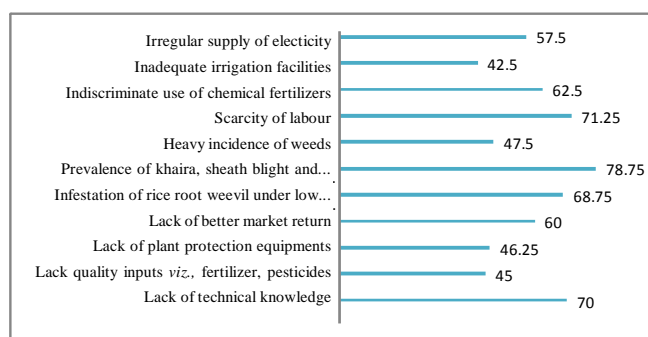 Irregular supply of electicity 57.5
Inadequate irrigation facilities 42.5
Indiscriminate use of chemical fertilizers 62.5
Scarcity of labour 71.25
Heavy incidence of weeds 47.5
Prevalence of khaira, sheath blight and... 78.75
Infestation of rice root weevil under low... 68.75
Lack of better market return 60
Lack of plant protection equipments 46.25
Lack quality inputs viz., fertilizer, pesticides 45
Lack of technical knowledge 70